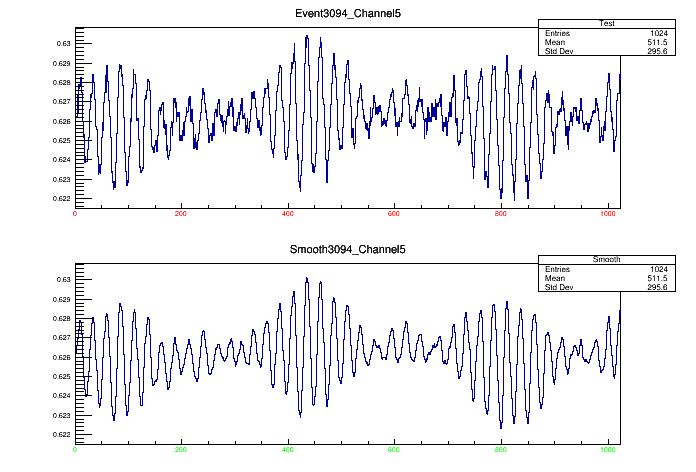 Event3094_Channel5
Test
Entries 1024
Mean 511.5
Std Dev 295.6
0.63
0.629
0.628
0.627
0.626
0.625
0.624
0.623
0.622
0 200 400 600 800 1000
Smooth3094_Channel5
Smooth
Entries 1024
Mean 511.5
Std Dev 295.6
0.63
0.629
0.628
0.627
0.626
0.625
0.624
0.623
0.622
0 200 400 600 800 1000